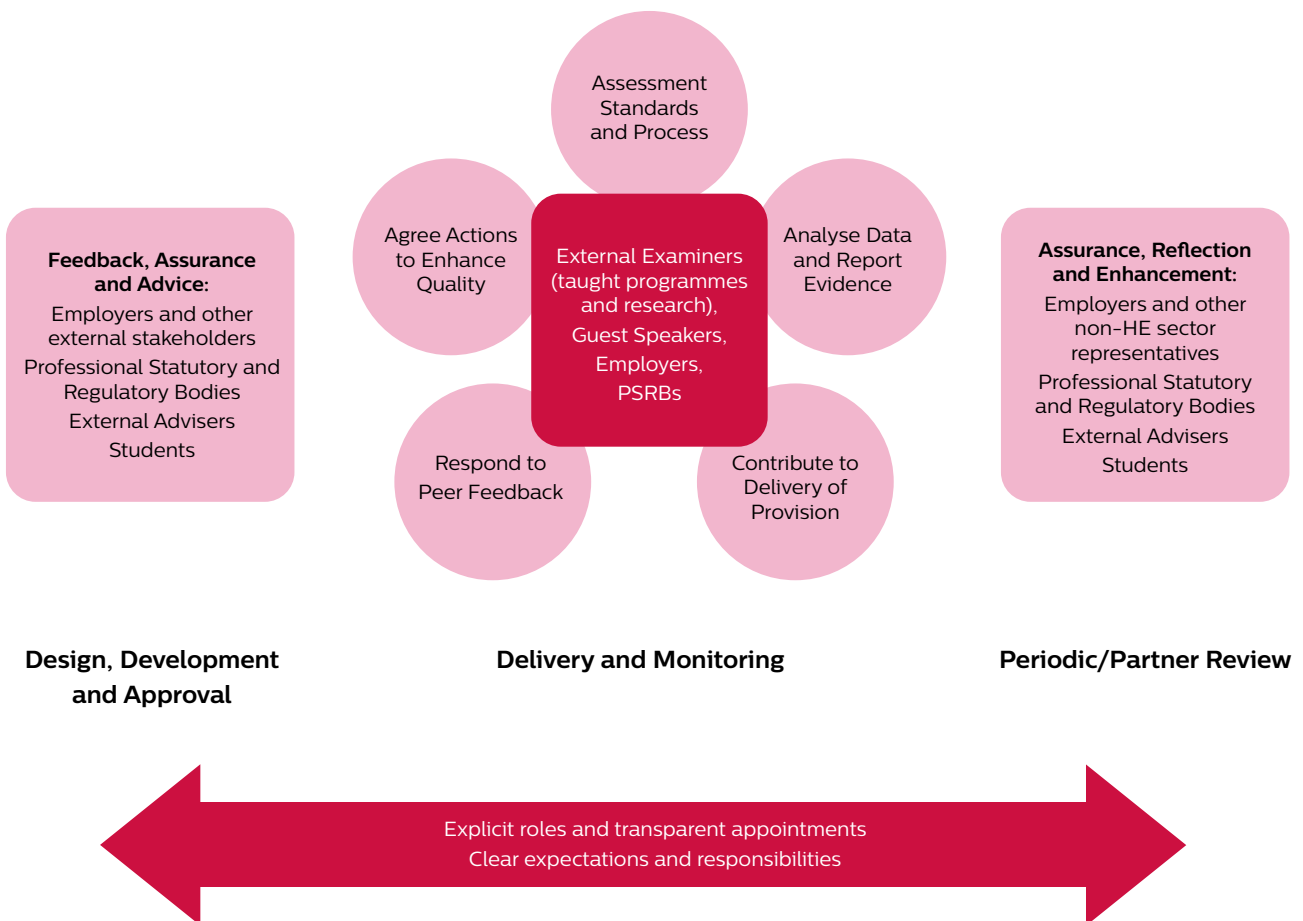 Assessment
Standards
and Process
Agree Actions
to Enhance
Quality
Analyse Data
and Report
Evidence
External Examiners
(taught programmes
and research),
Guest Speakers,
Employers,
PSRBs
Respond to
Peer Feedback
Contribute to
Delivery of
Provision
Feedback, Assurance
and Advice:
Employers and other
external stakeholders
Professional Statutory and
Regulatory Bodies
External Advisers
Students
Assurance, Reflection
and Enhancement:
Employers and other
non-HE sector
representatives
Professional Statutory
and Regulatory Bodies
External Advisers
Students
Design, Development
and Approval
Delivery and Monitoring
Periodic/Partner Review
Explicit roles and transparent appointments
Clear expectations and responsibilities